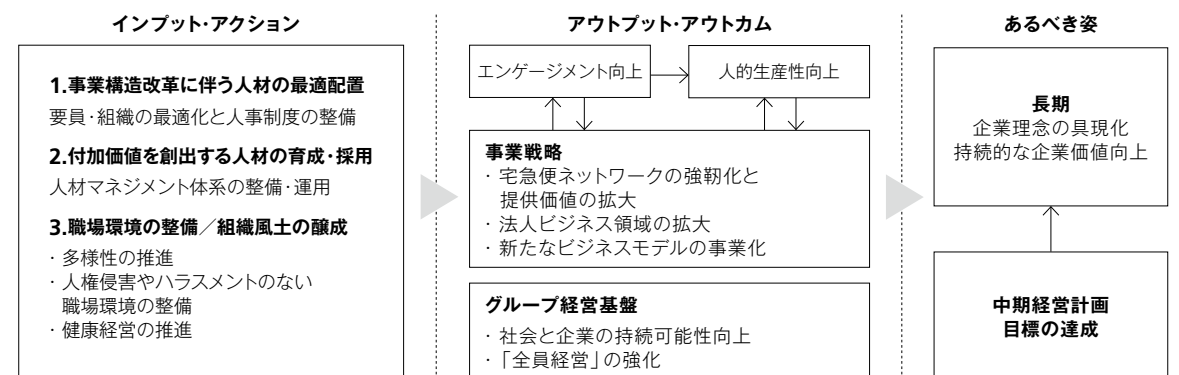 インプット・アクション
1.事業構造改革に伴う人材の最適配置
要員・組織の最適化と人事制度の整備
2.付加価値を創出する人材の育成・採用
人材マネジメント体系の整備・運用
3.職場環境の整備／組織風土の醸成
・多様性の推進
・人権侵害やハラスメントのない
職場環境の整備
・健康経営の推進
アウトプット・アウトカム
エンゲージメント向上
人的生産性向上
事業戦略
・宅急便ネットワークの強靭化と
提供価値の拡大
・法人ビジネス領域の拡大
・新たなビジネスモデルの事業化
グループ経営基盤
・社会と企業の持続可能性向上
・「全員経営」の強化
あるべき姿
長期
企業理念の具現化
持続的な企業価値向上
中期経営計画
目標の達成